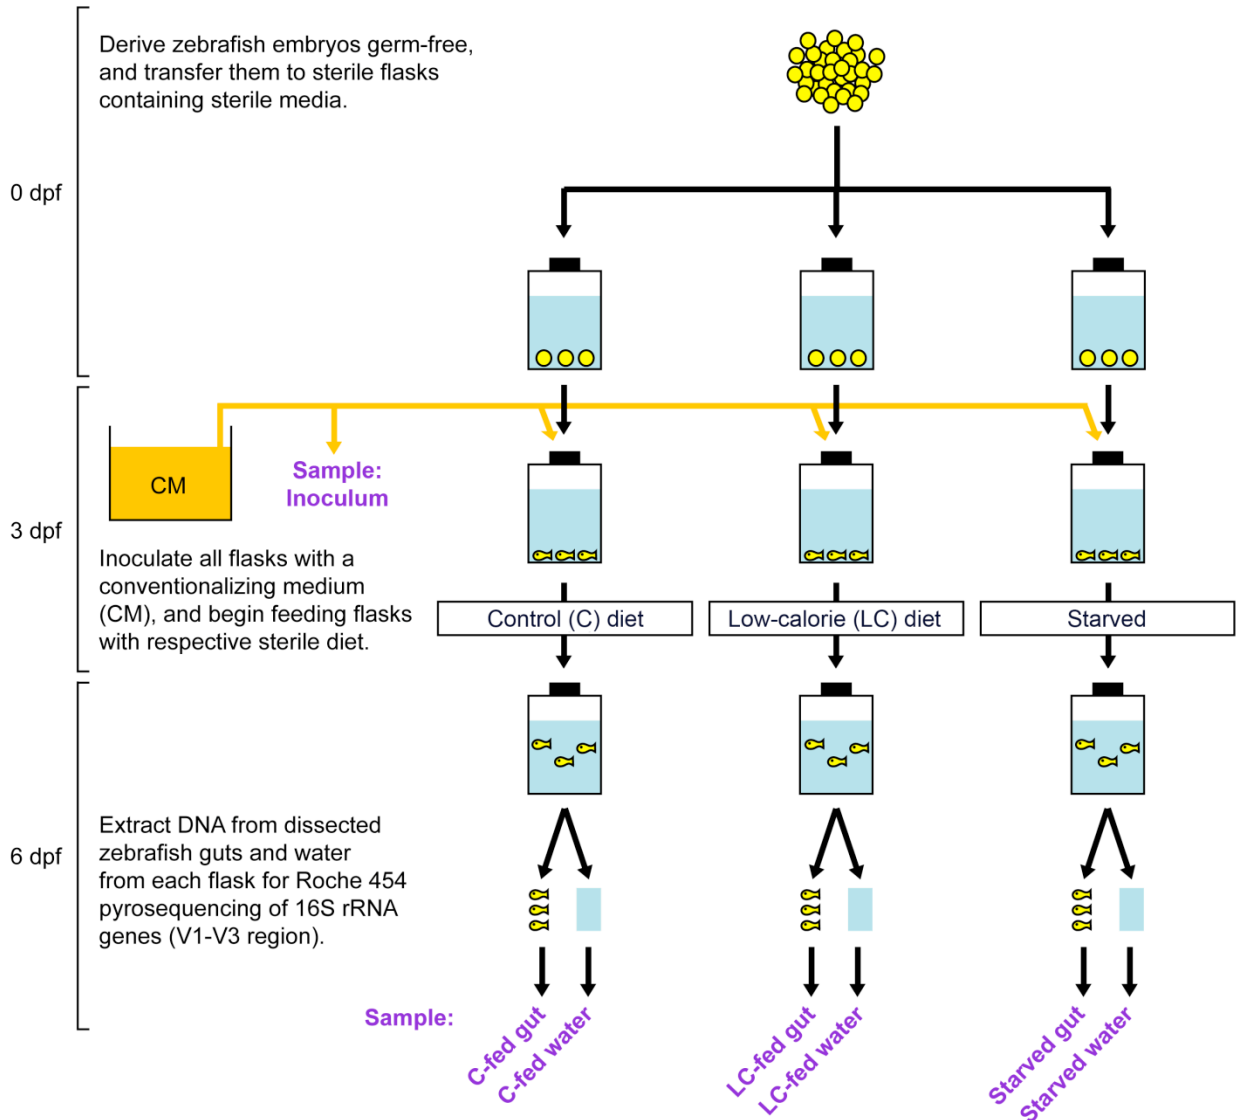 Derive zebrafish embryos germ-free,
and transfer them to sterile flasks
containing sterile media.
0 dpf
CM
Sample:
Inoculum
3 dpf
Inoculate all flasks with a
conventionalizing medium
(CM), and begin feeding flasks
with respective sterile diet.
Control (C) diet
Low-calorie (LC) diet
Starved
6 dpf
Extract DNA from dissected
zebrafish guts and water
from each flask for Roche 454
pyrosequencing of 16S rRNA
genes (V1-V3 region).
Sample:
C-fed gut
C-fed water
LC-fed gut
LC-fed water
Starved gut
Starved water